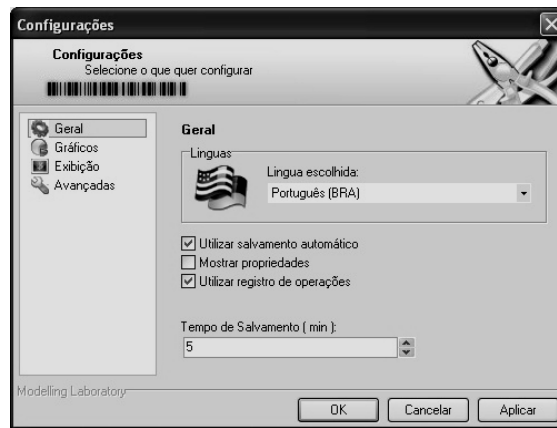 Configurações
Configurações
Selecione o que quer configurar
Geral
Gráficos
Exibição
Avançadas
Geral
Linguas
Lingua escolhida:
Português (BRA)
Utilizar salvamento automático
Mostrar propriedades
Utilizar registro de operações
Tempo de Salvamento ( min ):
5
Modelling Laboratory
OK
Cancelar
Aplicar